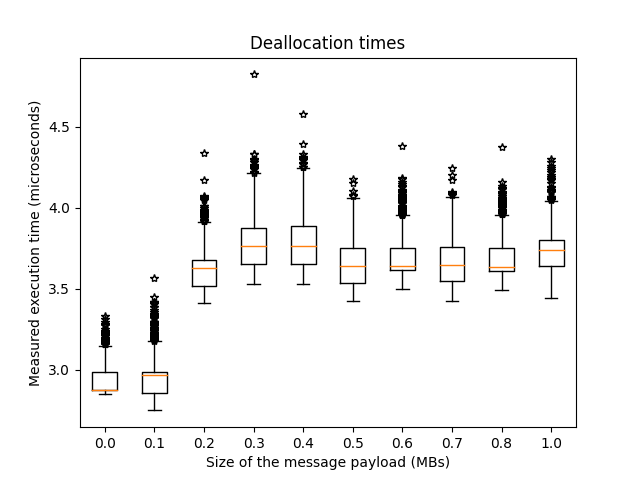 Deallocation times
Measured execution time (microseconds)
4.5
4.0
3.5
3.0
0.0 0.1 0.2 0.3 0.4 0.5 0.6 0.7 0.8 1.0
Size of the message payload (MBs)